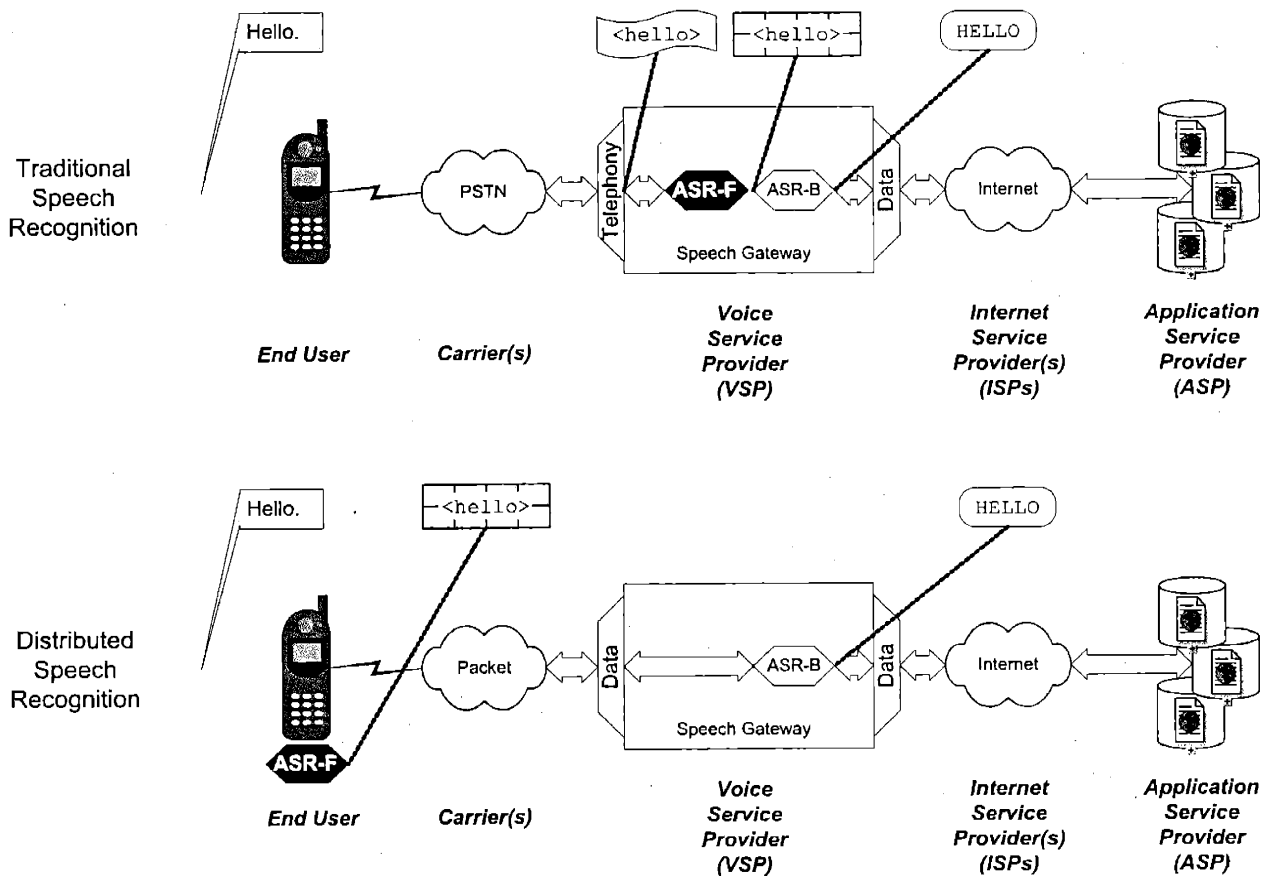 Hello.
<hello>
<hello>
HELLO
Traditional
Speech
Recognition
PSTN
Telephony
ASR-F
ASR-B
Data
Internet
Speech Gateway
End User
Carrier(s)
Voice
Service
Provider
(VSP)
Internet
Service
Provider(s)
(ISPs)
Application
Service
Provider
(ASP)
Hello.
<hello>
HELLO
Distributed
Speech
Recognition
Packet
Data
ASR-B
Data
Internet
Speech Gateway
ASR-F
End User
Carrier(s)
Voice
Service
Provider
(VSP)
Internet
Service
Provider(s)
(ISPs)
Application
Service
Provider
(ASP)